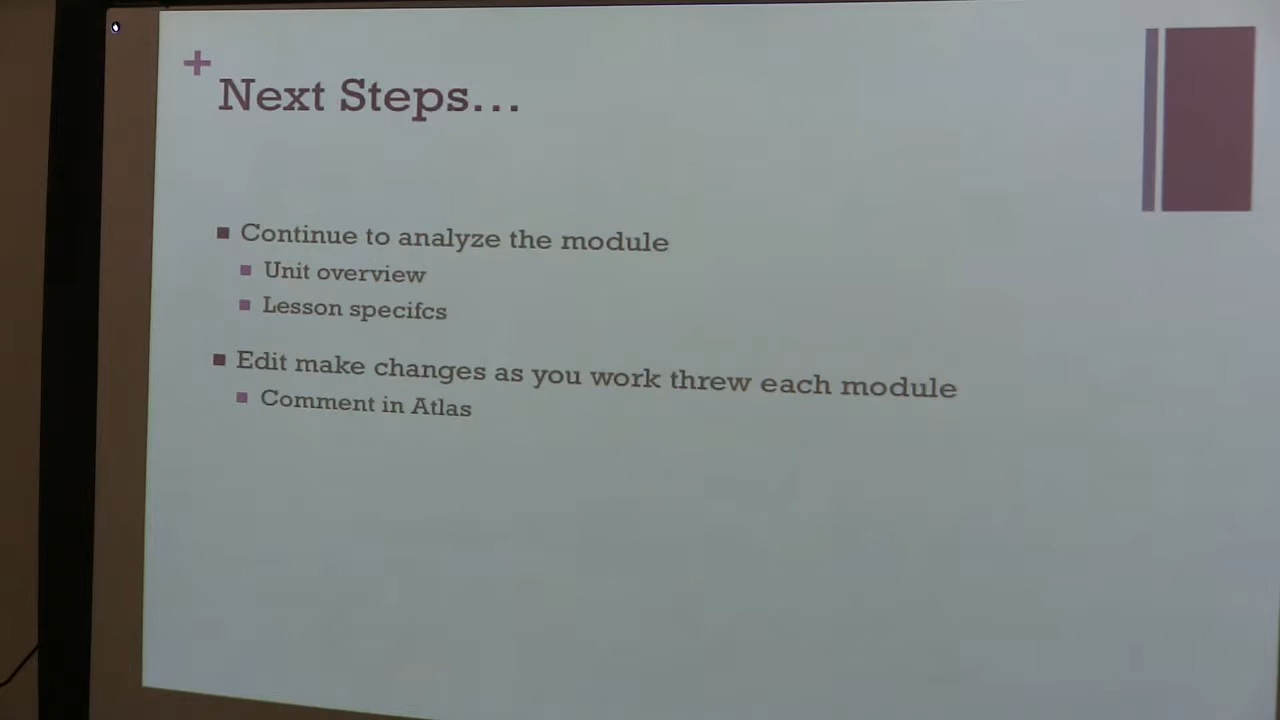 +
Next Steps...
Continue to analyze the module
Unit overview
Lesson specifcs
Edit make changes as you work threw each module
Comment in Atlas